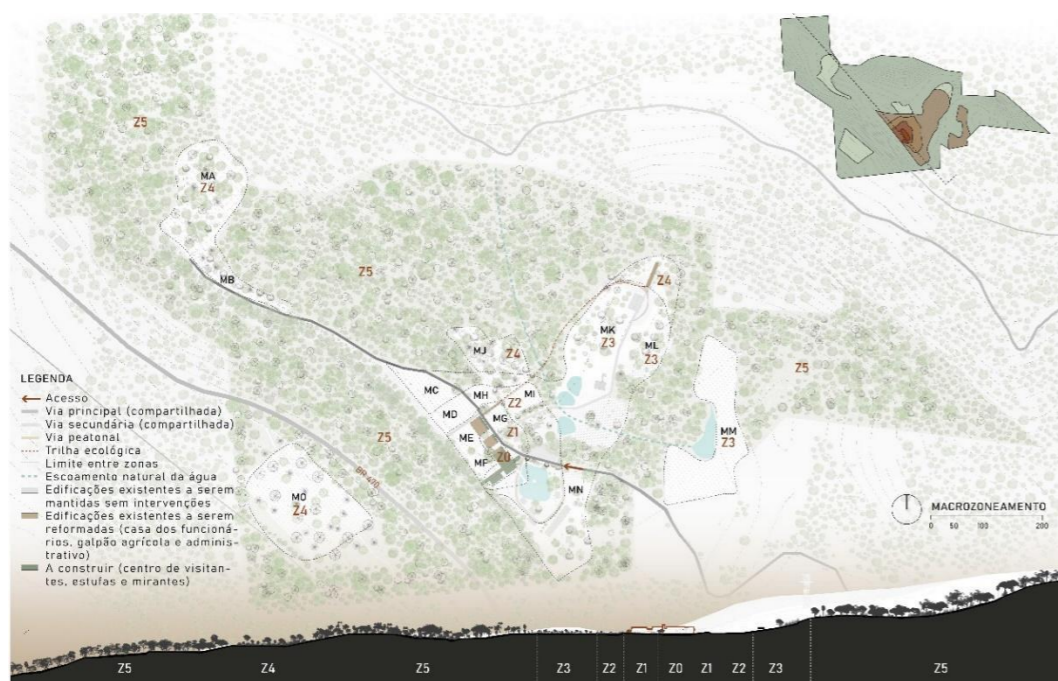 Z5
MA
Z4
MB
Z5
Z4
MK
Z3
ML
Z3
MJ
Z4
MI
MH
Z2
MC
MD
MG
Z1
ME
Z0
MF
Z5
MM
Z3
Z5
MN
MO
Z4
LEGENDA
Acesso
Via principal (compartilhada)
Via secundária (compartilhada)
Via peatonal
Trilha ecológica
Limite entre zonas
Escoamento natural da água
Edificações existentes a serem
mantidas sem intervenções
Edificações existentes a serem
reformadas (casa dos funcioná-
rios, galpão agrícola e adminis-
trativo)
A construir (centro de visitan-
tes, estufas e mirantes)
MACROZONEAMENTO
0 50 100 200
Z5 Z4 Z5 Z3 Z2 Z1 Z0 Z1 Z2 Z3 Z5